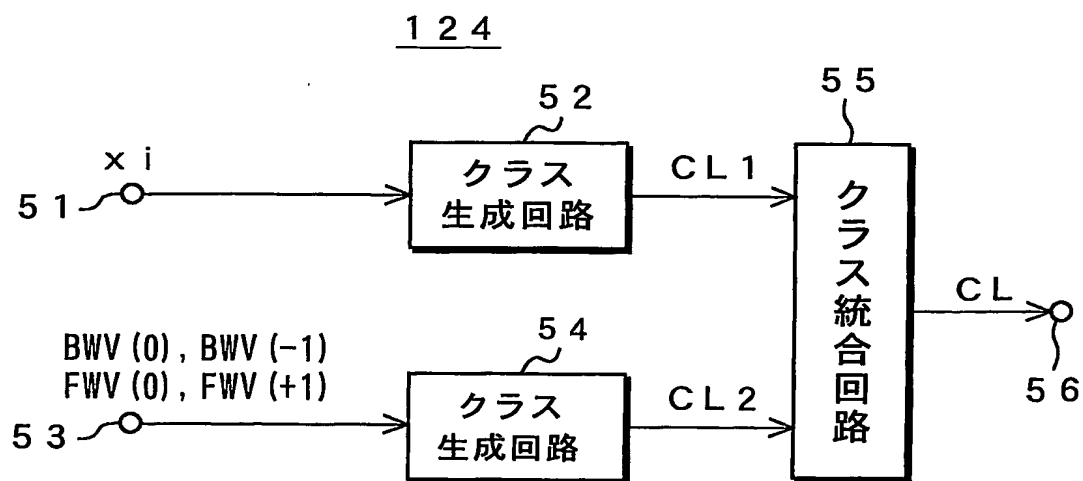 124
55
52
xi
51
クラス
生成回路
CL1
クラス統合回路
CL
56
BWV(0), BWV(-1)
FWV(0), FWV(+1)
53
54
クラス
生成回路
CL2